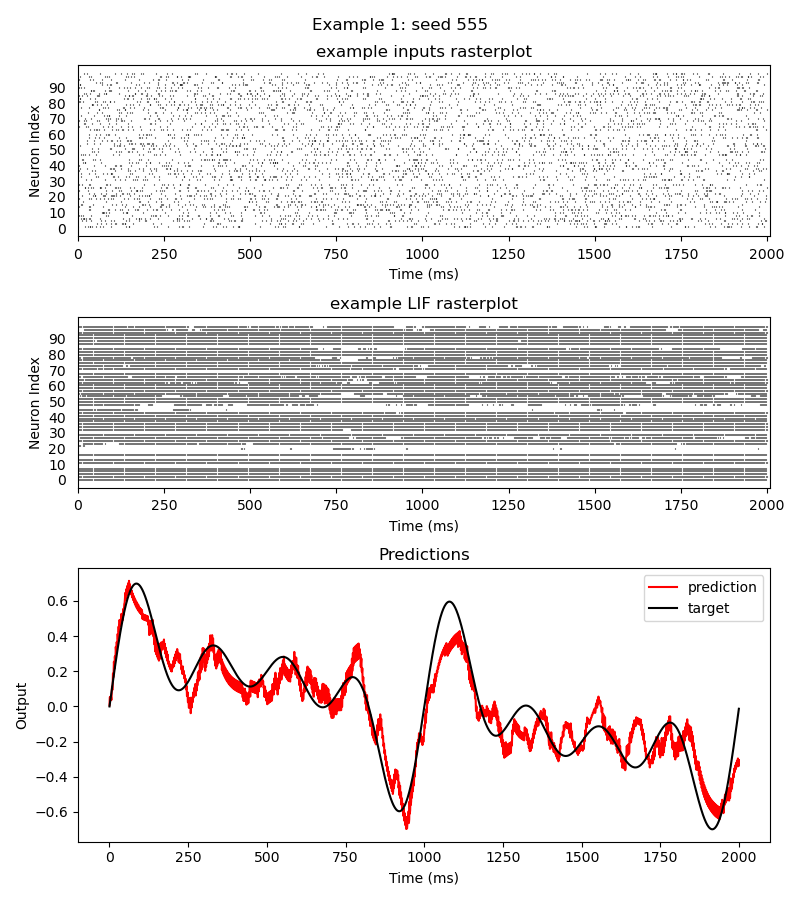 Example 1: seed 555
example inputs rasterplot
Neuron Index
90
80
70
60
50
40
30
20
10
0
0 250 500 750 1000 1250 1500 1750 2000
Time (ms)
example LIF rasterplot
Neuron Index
90
80
70
60
50
40
30
20
10
0
0 250 500 750 1000 1250 1500 1750 2000
Time (ms)
Predictions
Output
0.6
0.4
0.2
0.0
−0.2
−0.4
−0.6
prediction
target
0 250 500 750 1000 1250 1500 1750 2000
Time (ms)